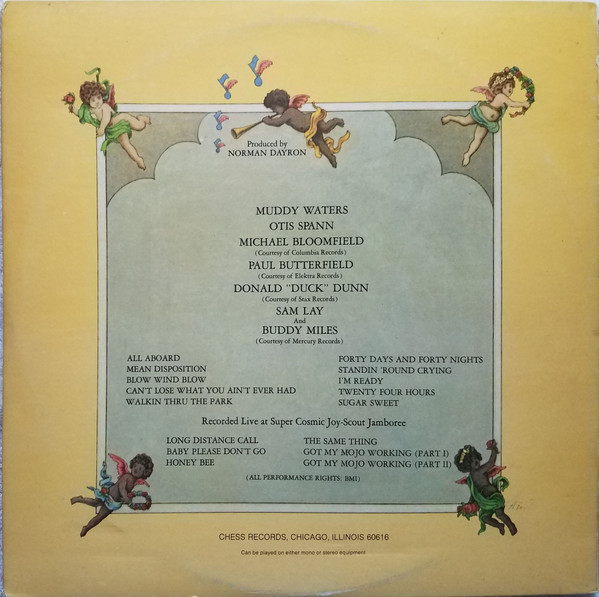 Produced by
NORMAN DAYRON
MUDDY WATERS
OTIS SPANN
MICHAEL BLOOMFIELD
(Courtesy of Columbia Records)
PAUL BUTTERFIELD
(Courtesy of Elektra Records)
DONALD "DUCK" DUNN
(Courtesy of Stax Records)
SAM LAY
And
BUDDY MILES
(Courtesy of Mercury Records)
ALL ABOARD
MEAN DISPOSITION
BLOW WIND BLOW
CAN'T LOSE WHAT YOU AIN'T EVER HAD
WALKIN THRU THE PARK
FORTY DAYS AND FORTY NIGHTS
STANDIN 'ROUND CRYING
I'M READY
TWENTY FOUR HOURS
SUGAR SWEET
Recorded Live at Super Cosmic Joy-Scout Jamboree
LONG DISTANCE CALL
BABY PLEASE DON'T GO
HONEY BEE
THE SAME THING
GOT MY MOJO WORKING (PART I)
GOT MY MOJO WORKING (PART II)
(ALL PERFORMANCE RIGHTS: BMI)
CHESS RECORDS, CHICAGO, ILLINOIS 60616
Can be played on either mono or stereo equipment